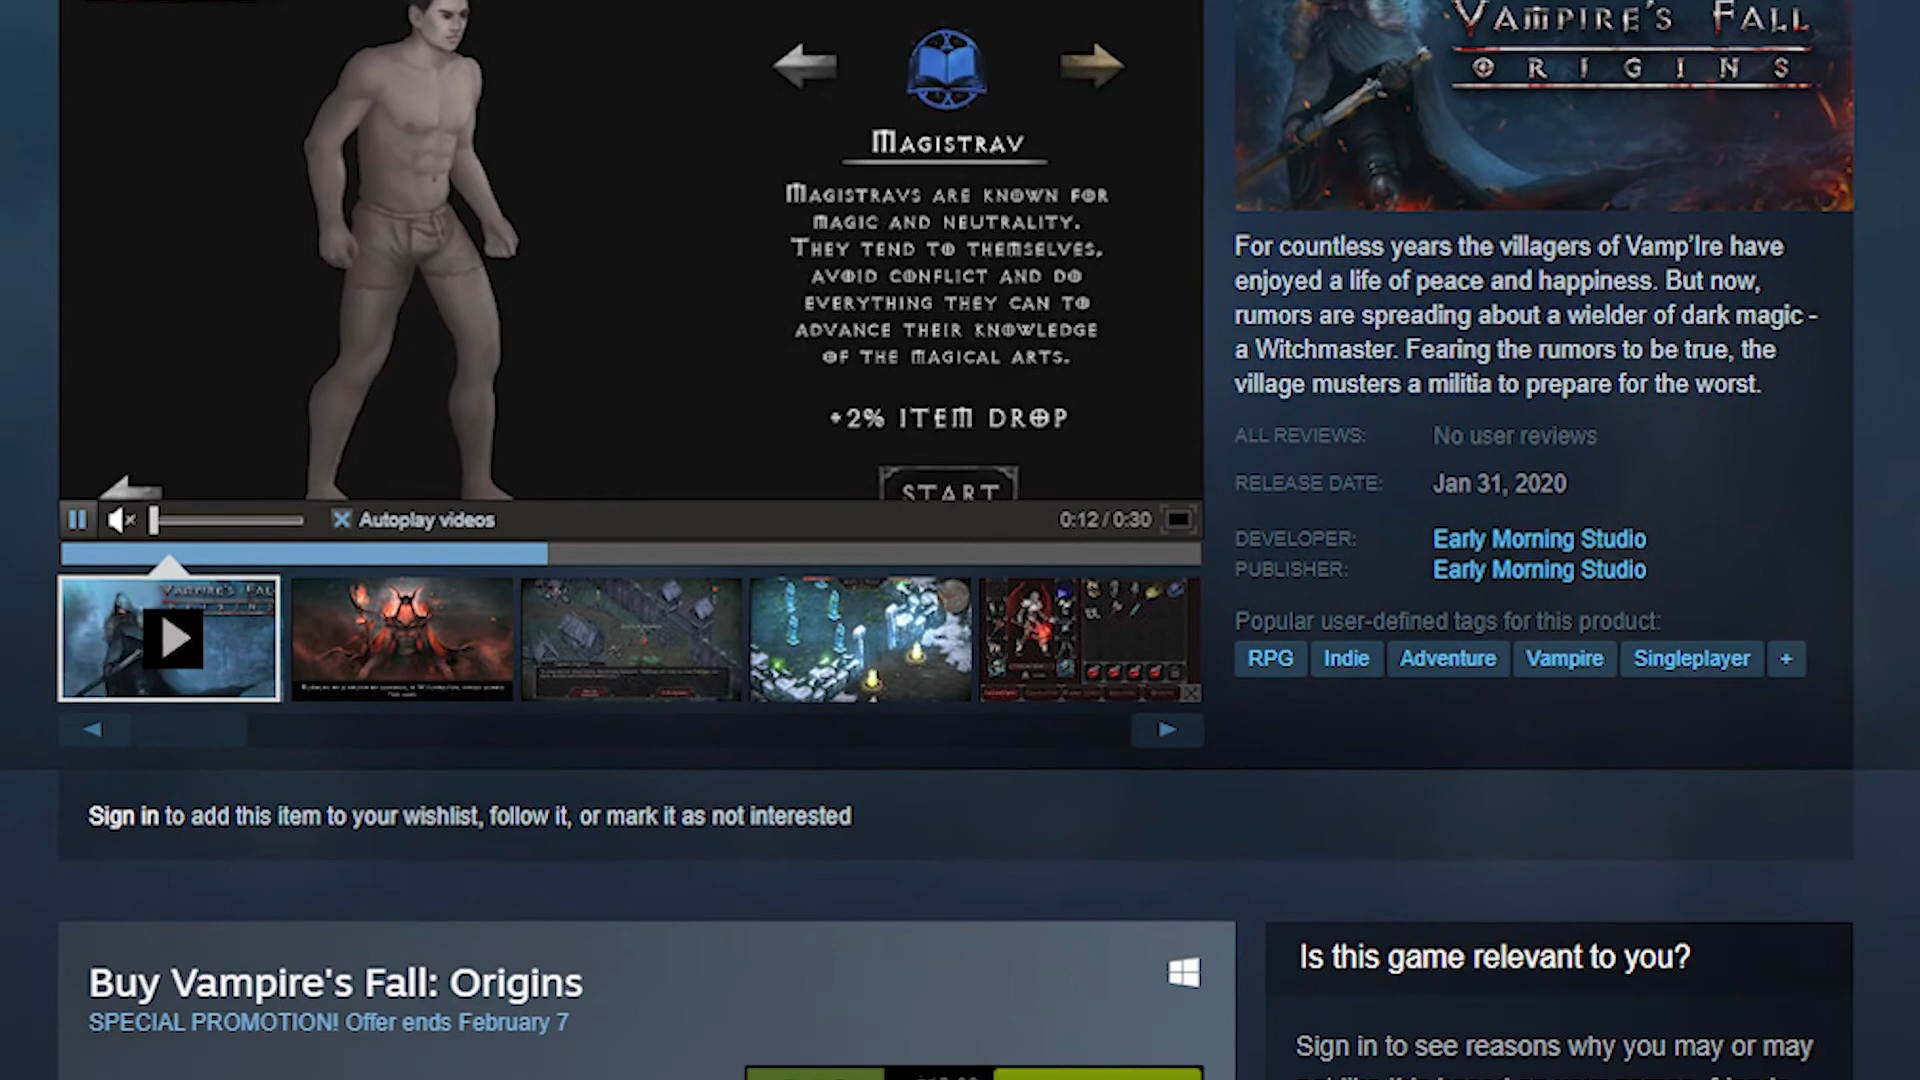 VAMPIRE'S FALL
ORIGINS
MAGISTRAV
MAGISTRAVS ARE KNOWN FOR
MAGIC AND NEUTRALITY.
THEY TEND TO THEMSELVES,
AVOID CONFLICT AND DO
EVERYTHING THEY CAN TO
ADVANCE THEIR KNOWLEDGE
OF THE MAGICAL ARTS.
+2% ITEM DROP
START
Autoplay videos
0:12 / 0:30
For countless years the villagers of Vamp'Ire have
enjoyed a life of peace and happiness. But now,
rumors are spreading about a wielder of dark magic -
a Witchmaster. Fearing the rumors to be true, the
village musters a militia to prepare for the worst.
ALL REVIEWS: No user reviews
RELEASE DATE: Jan 31, 2020
DEVELOPER: Early Morning Studio
PUBLISHER: Early Morning Studio
Popular user-defined tags for this product:
RPG Indie Adventure Vampire Singleplayer +
Sign in to add this item to your wishlist, follow it, or mark it as not interested
Buy Vampire's Fall: Origins
SPECIAL PROMOTION! Offer ends February 7
Is this game relevant to you?
Sign in to see reasons why you may or may